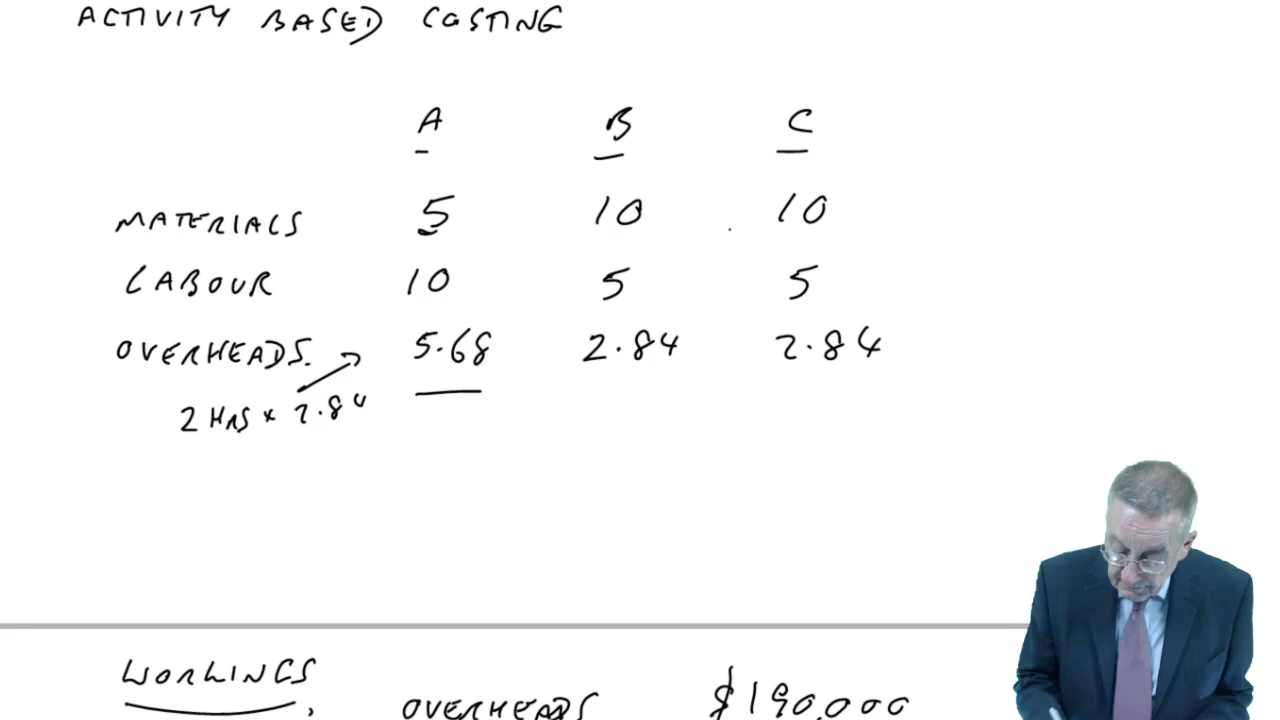 ACTIVITY BASED COSTING
A B C
MATERIALS 5 10 10
LABOUR 10 5 5
OVERHEADS. 5.68 2.84 2.84
2 HRS × 2.84
WORKINGS
OVERHEADS $190,000